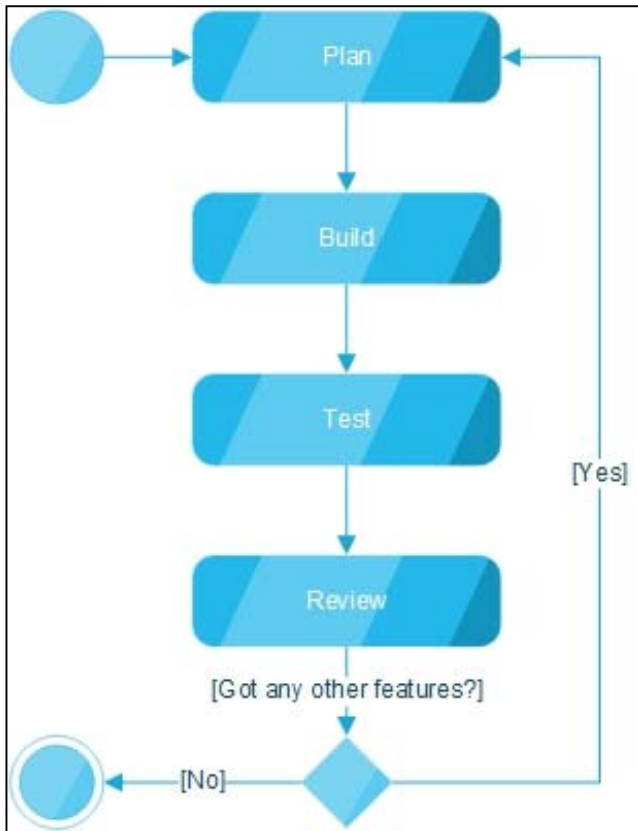 Plan
Build
Test
[Yes]
Review
[Got any other features?]
[No]